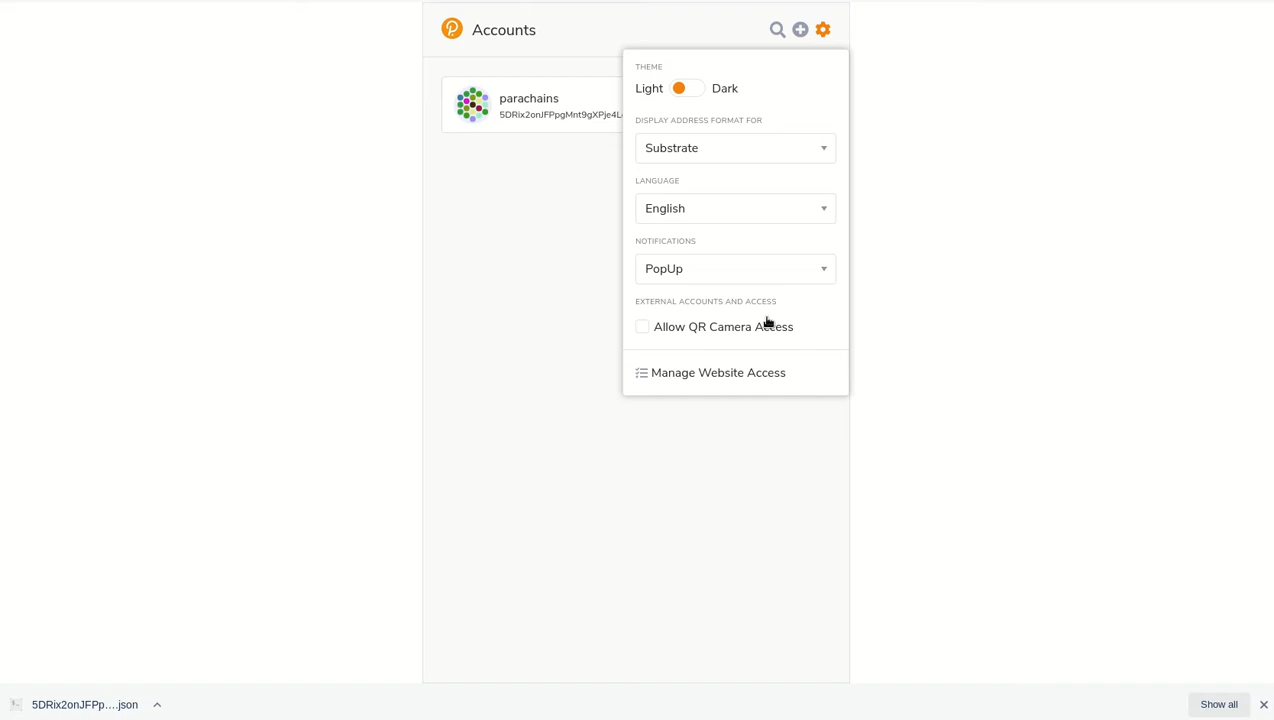 Accounts
parachains
5DRix2onJFPpgMnt9gXPje4L
THEME
Light Dark
DISPLAY ADDRESS FORMAT FOR
Substrate
LANGUAGE
English
NOTIFICATIONS
PopUp
EXTERNAL ACCOUNTS AND ACCESS
Allow QR Camera Access
Manage Website Access
5DRix2onJFPp....json
Show all